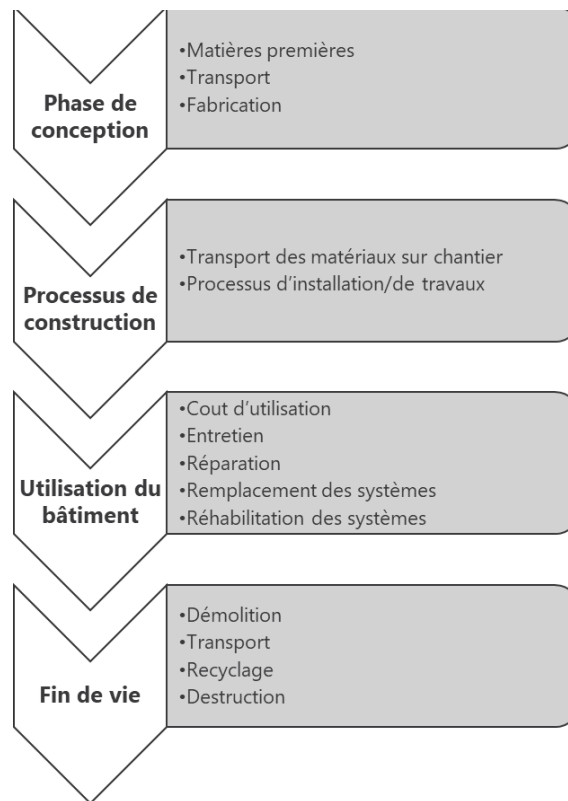 Phase de
conception
•Matières premières
•Transport
•Fabrication
Processus de
construction
•Transport des matériaux sur chantier
•Processus d'installation/de travaux
Utilisation du
bâtiment
•Cout d'utilisation
•Entretien
•Réparation
•Remplacement des systèmes
•Réhabilitation des systèmes
Fin de vie
•Démolition
•Transport
•Recyclage
•Destruction